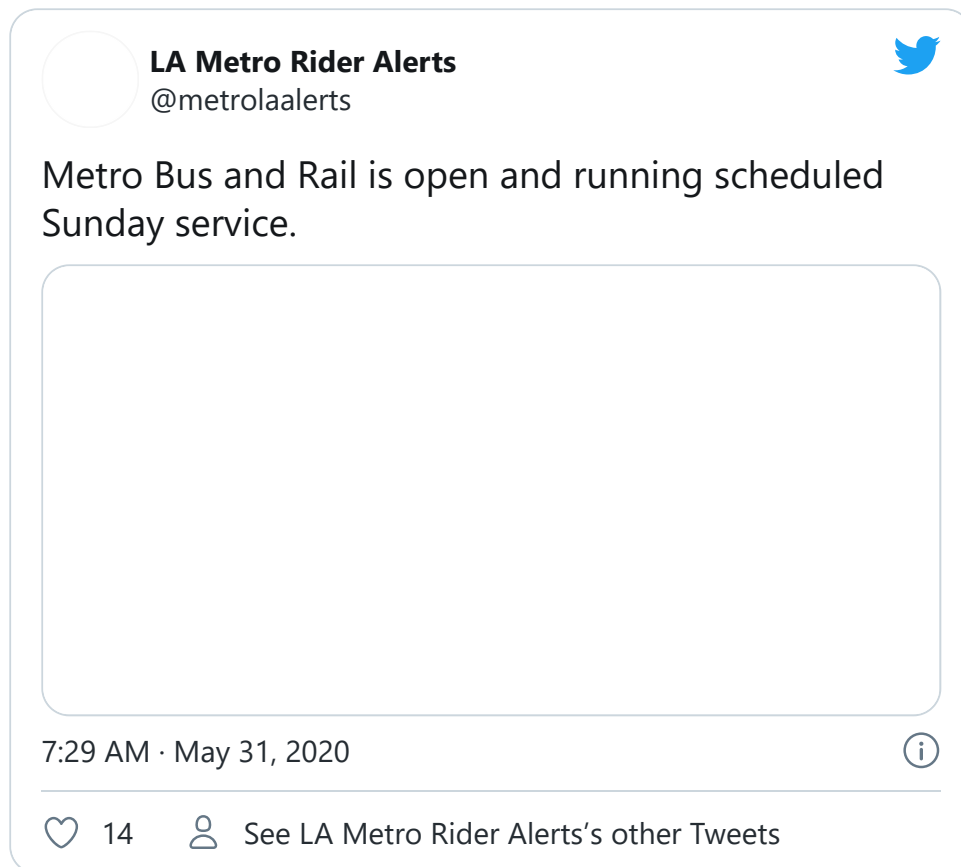 LA Metro Rider Alerts
@metrolaalerts
Metro Bus and Rail is open and running scheduled
Sunday service.
7:29 AM · May 31, 2020
14 See LA Metro Rider Alerts’s other Tweets